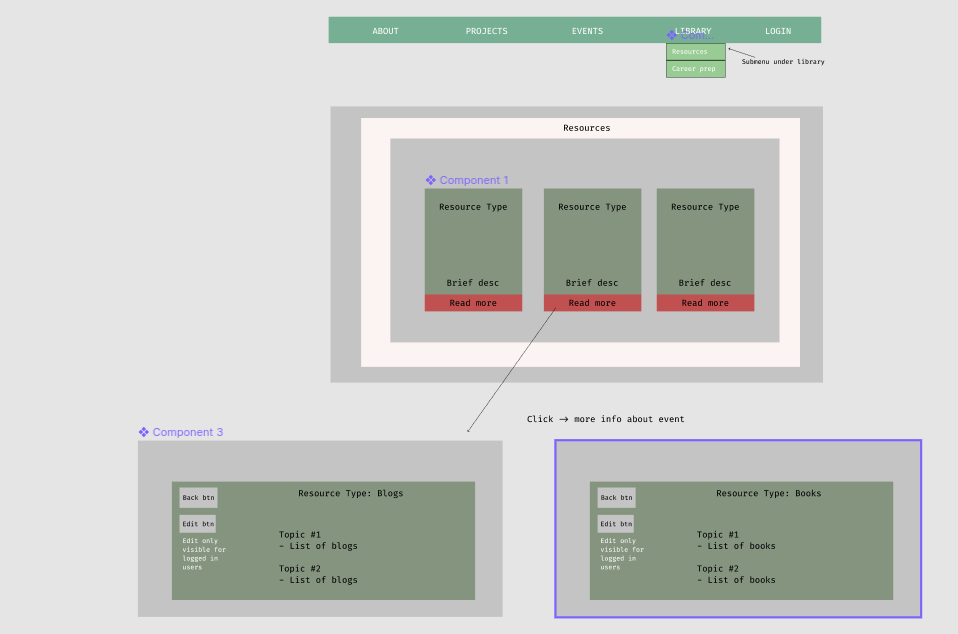 ABOUT PROJECTS EVENTS LIBRARY LOGIN
Com...
Resources
Career prep
Submenu under library
Resources
Component 1
Resource Type Resource Type Resource Type
Brief desc Brief desc Brief desc
Read more Read more Read more
Click -> more info about event
Component 3
Back btn
Edit btn
Edit only
visible for
logged in
users
Resource Type: Blogs
Topic #1
- List of blogs
Topic #2
- List of blogs
Back btn
Edit btn
Edit only
visible for
logged in
users
Resource Type: Books
Topic #1
- List of books
Topic #2
- List of books